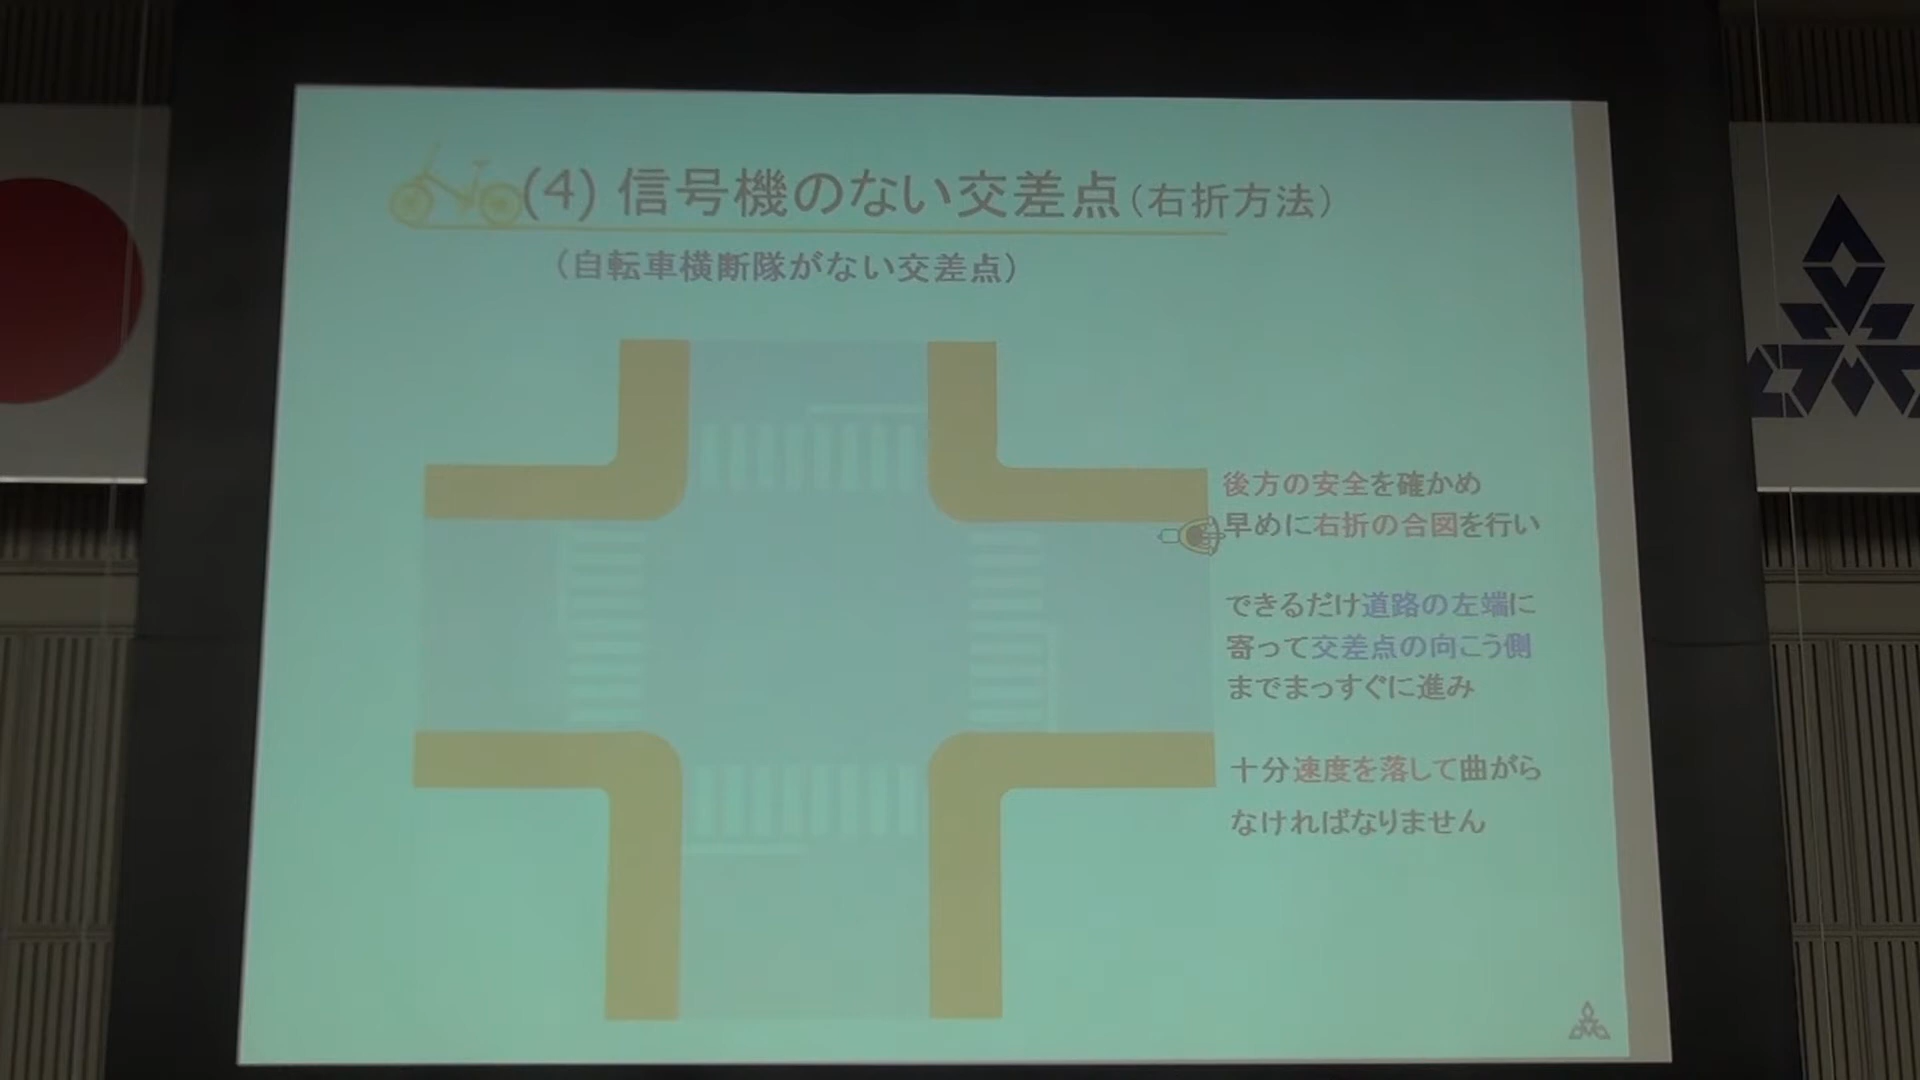 (4) 信号機のない交差点（右折方法）
（自転車横断隊がない交差点）
後方の安全を確かめ
早めに右折の合図を行い
できるだけ道路の左端に
寄って交差点の向こう側
までまっすぐに進み
十分速度を落して曲がら
なければなりません